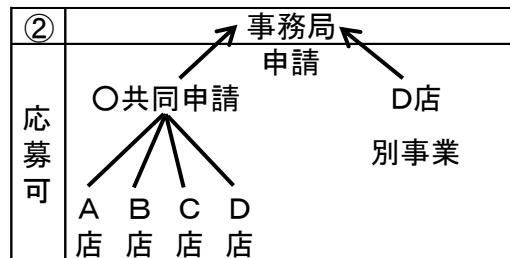 ② 事務局
申請
○共同申請 D店
応募可 別事業
A B C D
店 店 店 店